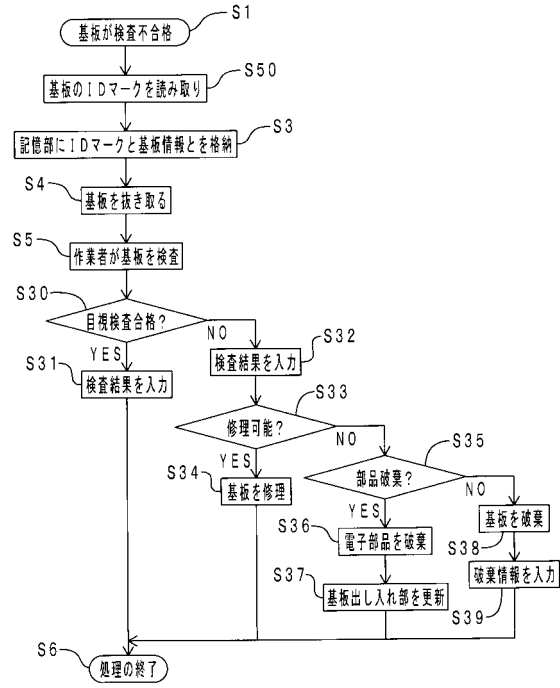 S1
基板が検査不合格
S50
基板のIDマークを読み取り
S3
記憶部にIDマークと基板情報とを格納
S4
基板を抜き取る
S5
作業者が基板を検査
S30
目視検査合格?
NO
YES
S31
検査結果を入力
S32
検査結果を入力
S33
修理可能?
NO
YES
S34
基板を修理
S35
部品破棄?
NO
YES
S36
電子部品を破棄
S37
基板出し入れ部を更新
基板を破棄
S38
破棄情報を入力
S39
S6
処理の終了